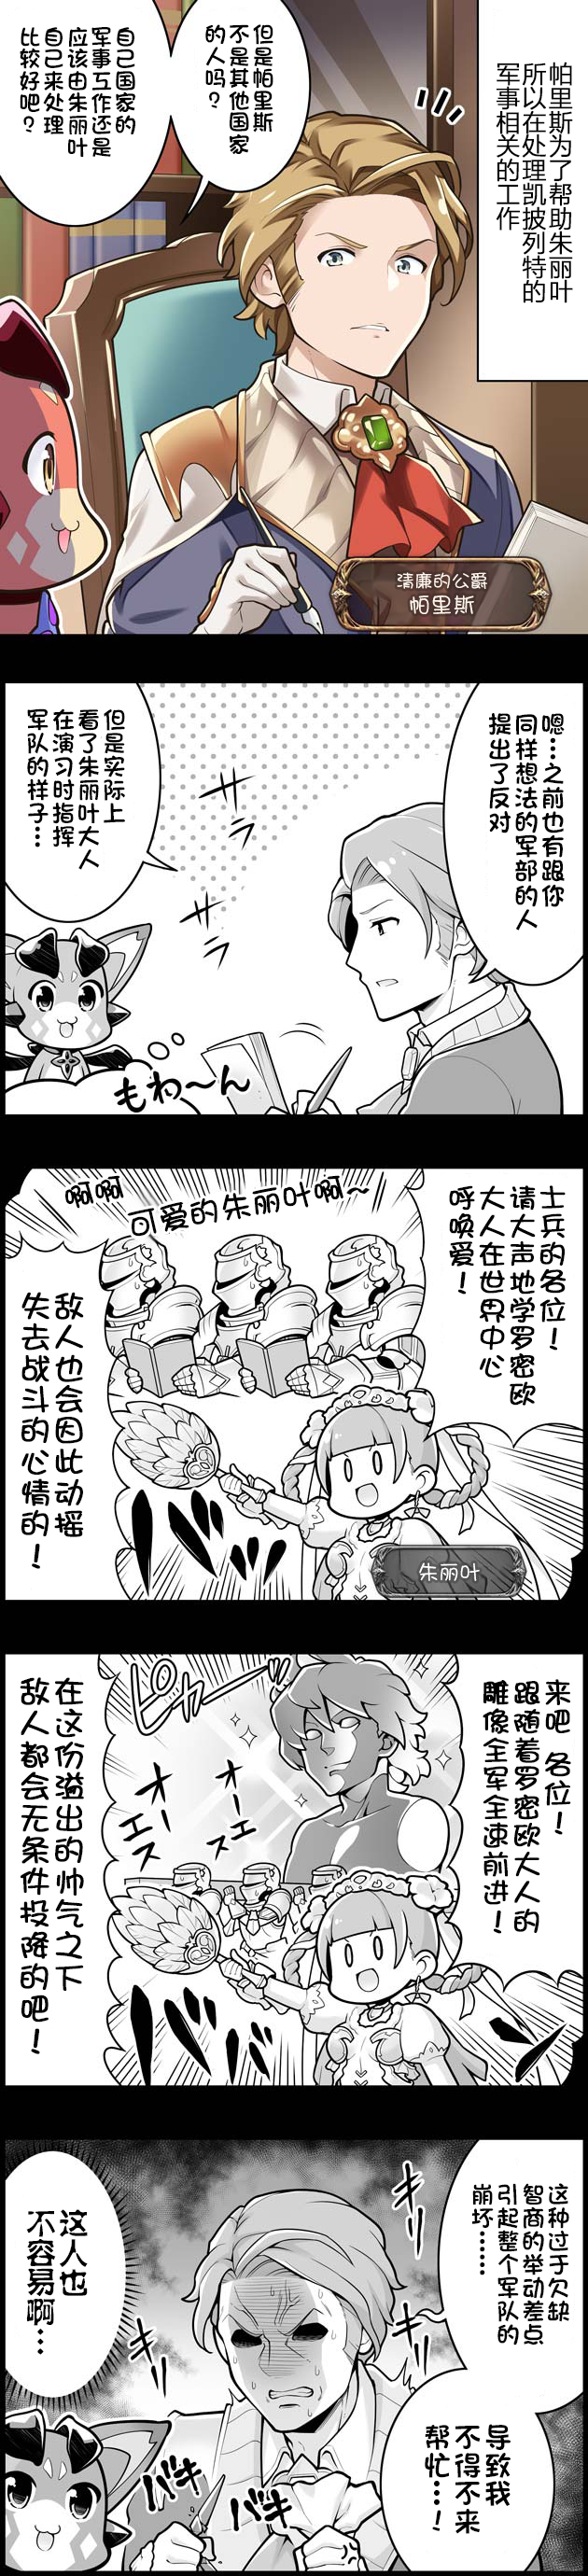 帕里斯为了帮助朱丽叶
所以在处理凯披列特的
军事相关的工作
但是帕里斯
不是其他国家
的人吗?
自己国家的
军事工作还是
应该由朱丽叶
自己来处理
比较好吧?
清廉的公爵
帕里斯
嗯…之前也有跟你
同样想法的军部的人
提出了反对
但是实际上
看了朱丽叶大人
在演习时指挥
军队的样子…
もわ〜ん
士兵的各位!
请大声地学罗密欧
大人在世界中心
呼唤爱!
啊啊
可爱的朱丽叶啊~
敌人也会因此动摇
失去战斗的心情的!
バババ
朱丽叶
来吧 各位!
跟随着罗密欧大人的
雕像全军全速前进!
ピカーッ
オーエス
オーエス
在这份溢出的帅气之下
敌人都会无条件投降的吧!
ババーン
这种过于欠缺
智商的举动差点
引起整个军队的
崩坏……
导致我
不得不来
帮忙…!
这人也
不容易啊…
キリ
キリ
キリ
バキ
バキ